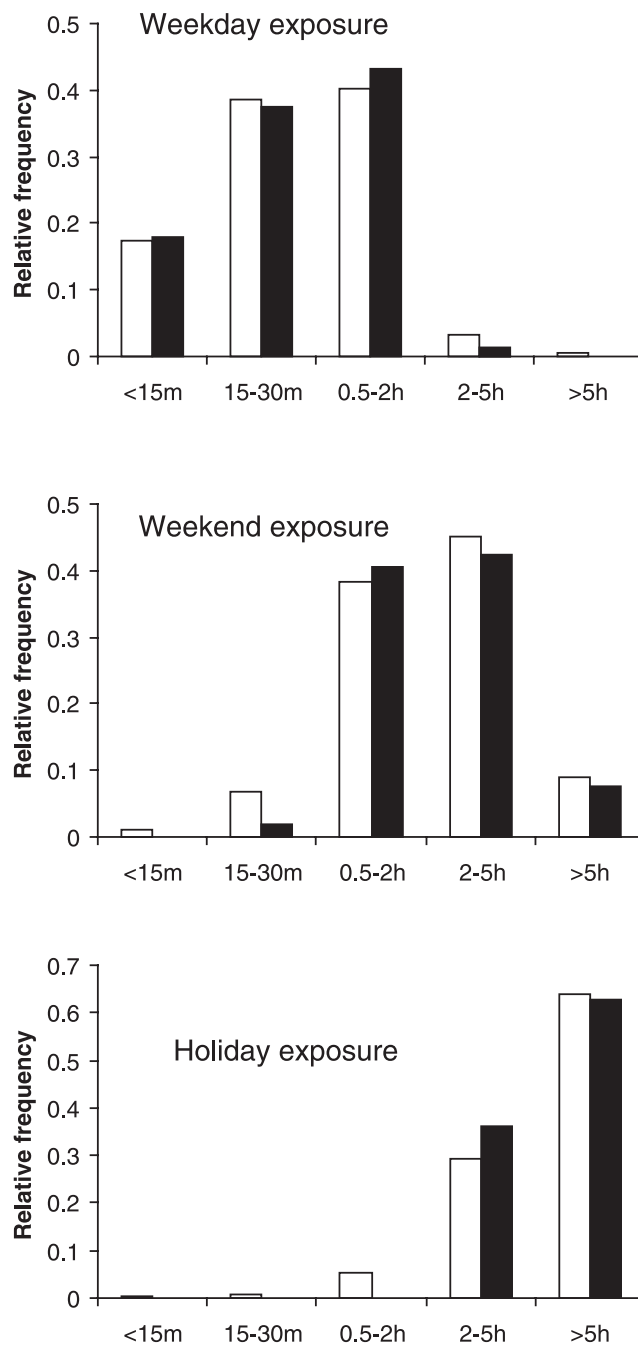 Weekday exposure
Relative frequency
0.5
0.4
0.3
0.2
0.1
0
<15m 15-30m 0.5-2h 2-5h >5h
Weekend exposure
Relative frequency
0.5
0.4
0.3
0.2
0.1
0
<15m 15-30m 0.5-2h 2-5h >5h
Holiday exposure
Relative frequency
0.7
0.6
0.5
0.4
0.3
0.2
0.1
0
<15m 15-30m 0.5-2h 2-5h >5h